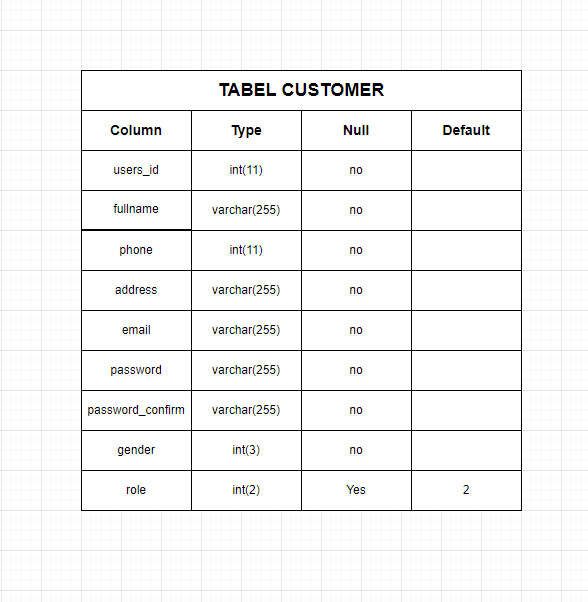 TABEL CUSTOMER
Column Type Null Default
users_id int(11) no
fullname varchar(255) no
phone int(11) no
address varchar(255) no
email varchar(255) no
password varchar(255) no
password_confirm varchar(255) no
gender int(3) no
role int(2) Yes 2